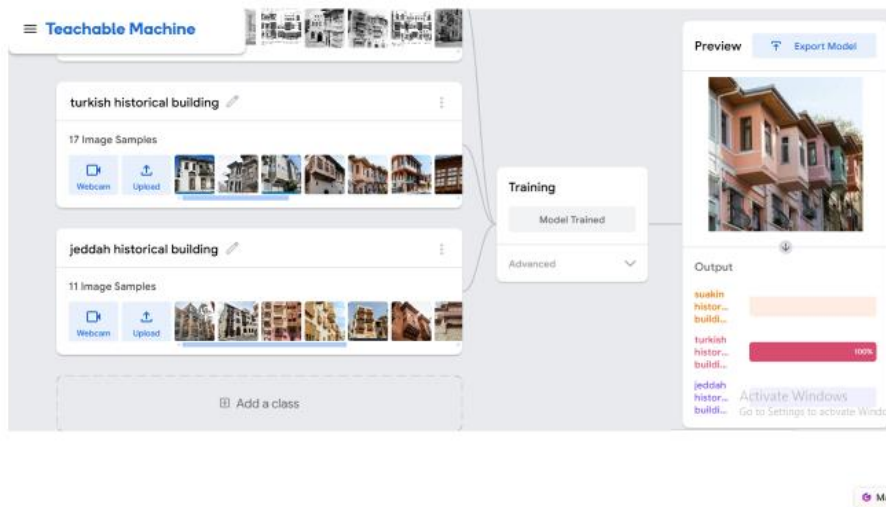 Teachable Machine
turkish historical building
17 Image Samples
Webcam
Upload
jeddah historical building
11 Image Samples
Webcam
Upload
Add a class
Training
Model Trained
Advanced
Preview
Export Model
Output
suakin
histor...
buildi...
turkish
histor...
buildi...
100%
jeddah
histor...
buildi...
Activate Windows
Go to Settings to activate